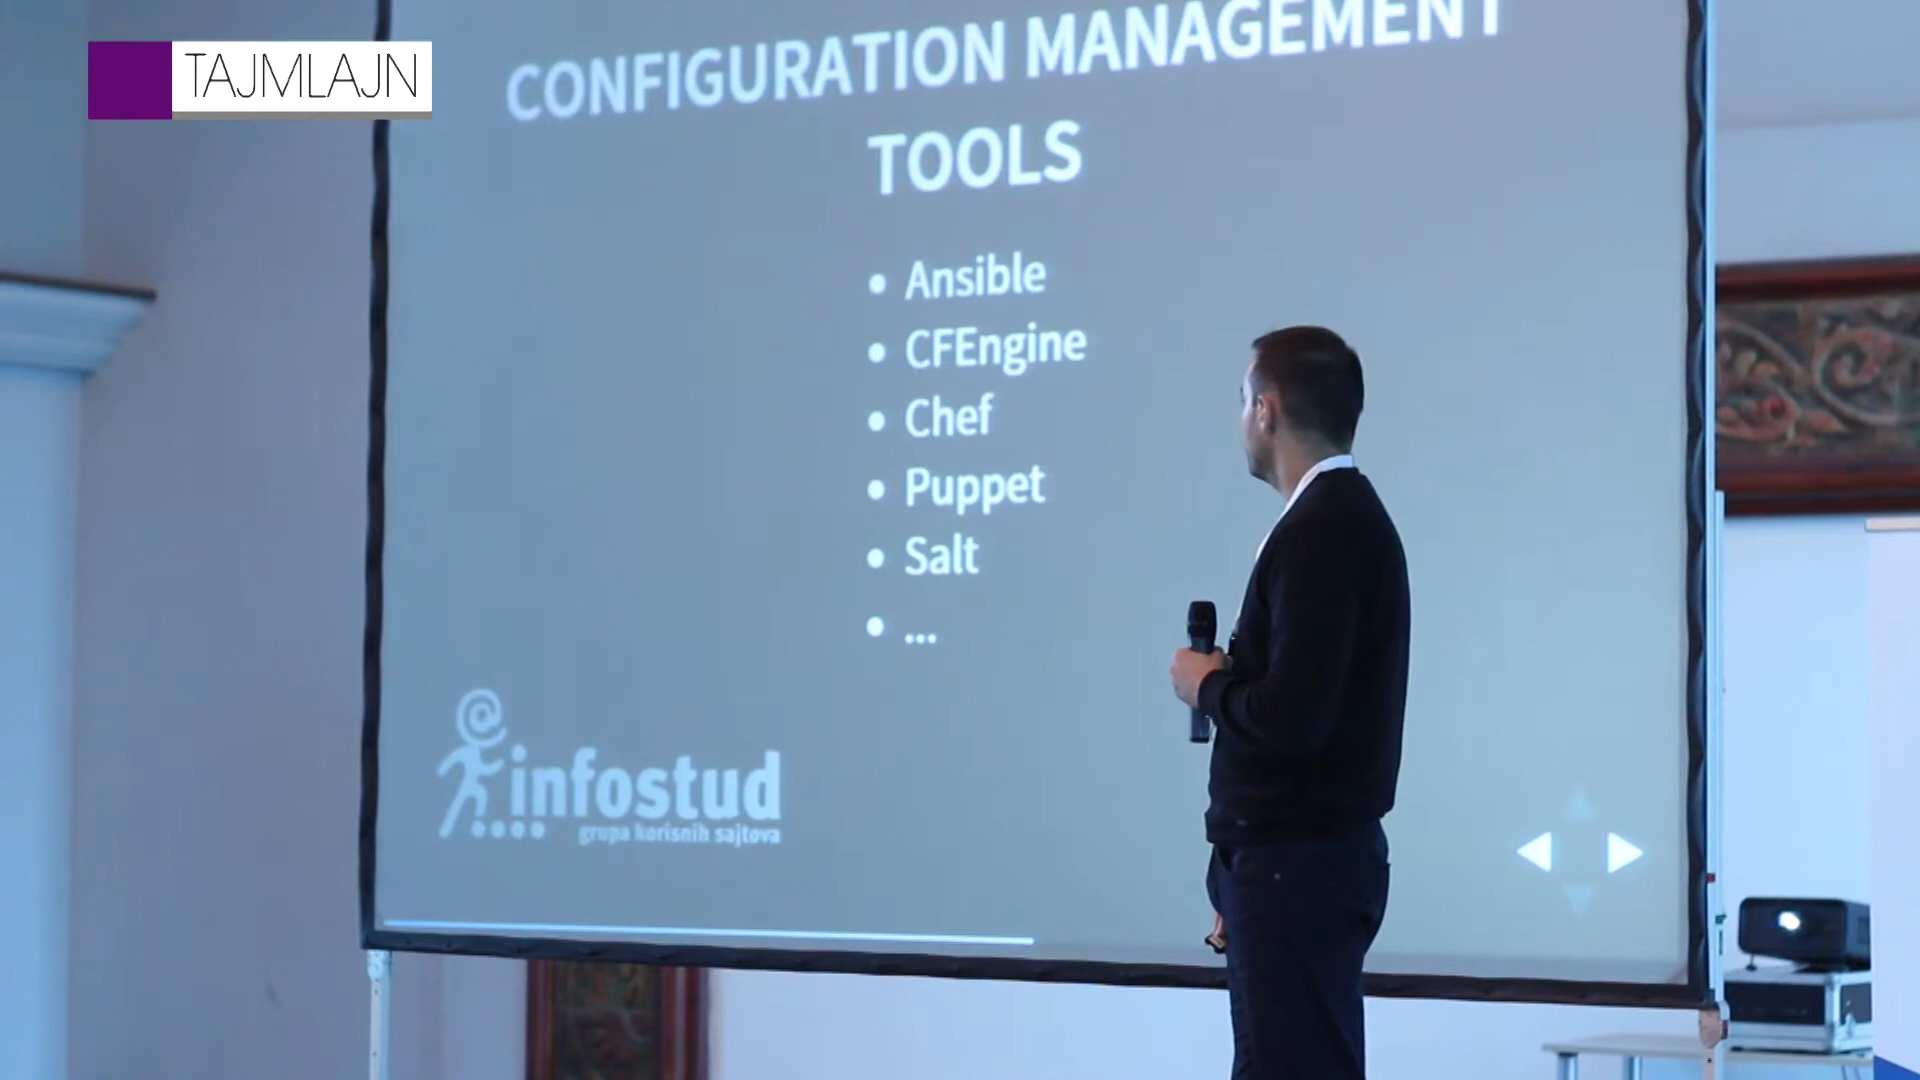 TAJMLAJN
CONFIGURATION MANAGEMENT
TOOLS
• Ansible
• CFEngine
• Chef
• Puppet
• Salt
• ...
infostud
grupa korisnih sajtova